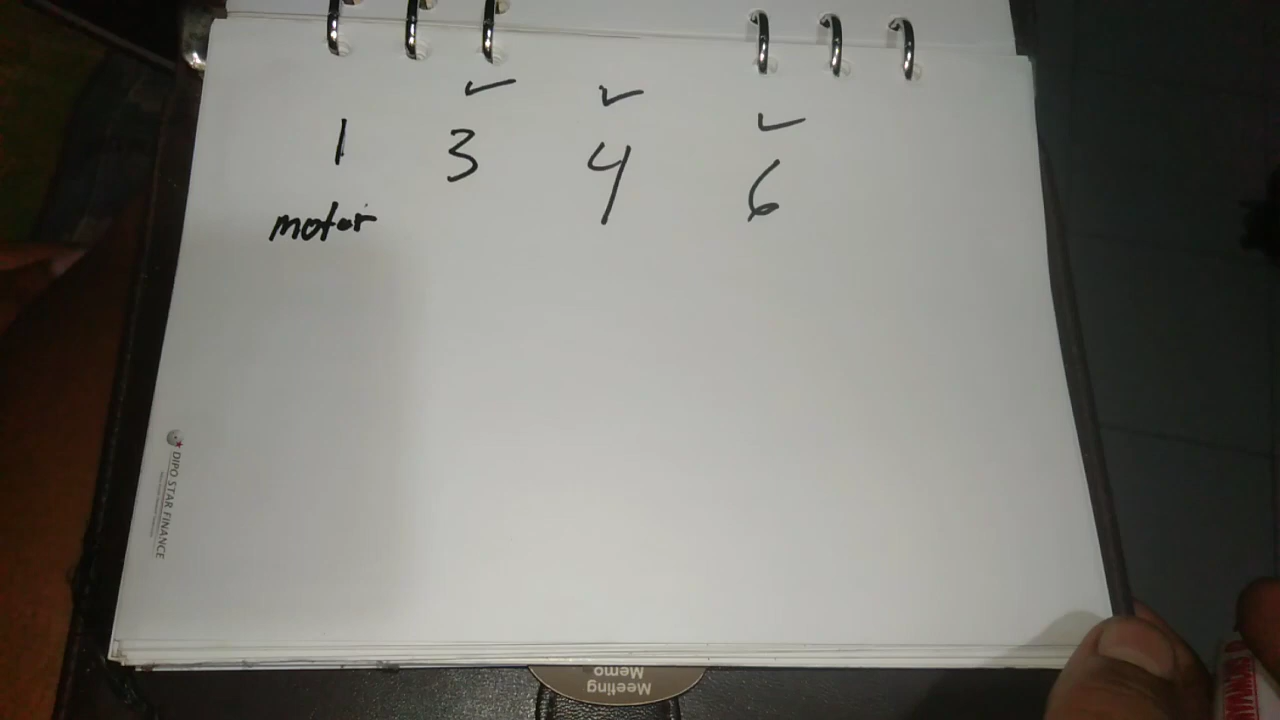 ✓ ✓ ✓
1 3 4 6
motor
DIPO STAR FINANCE
Meeting
Memo